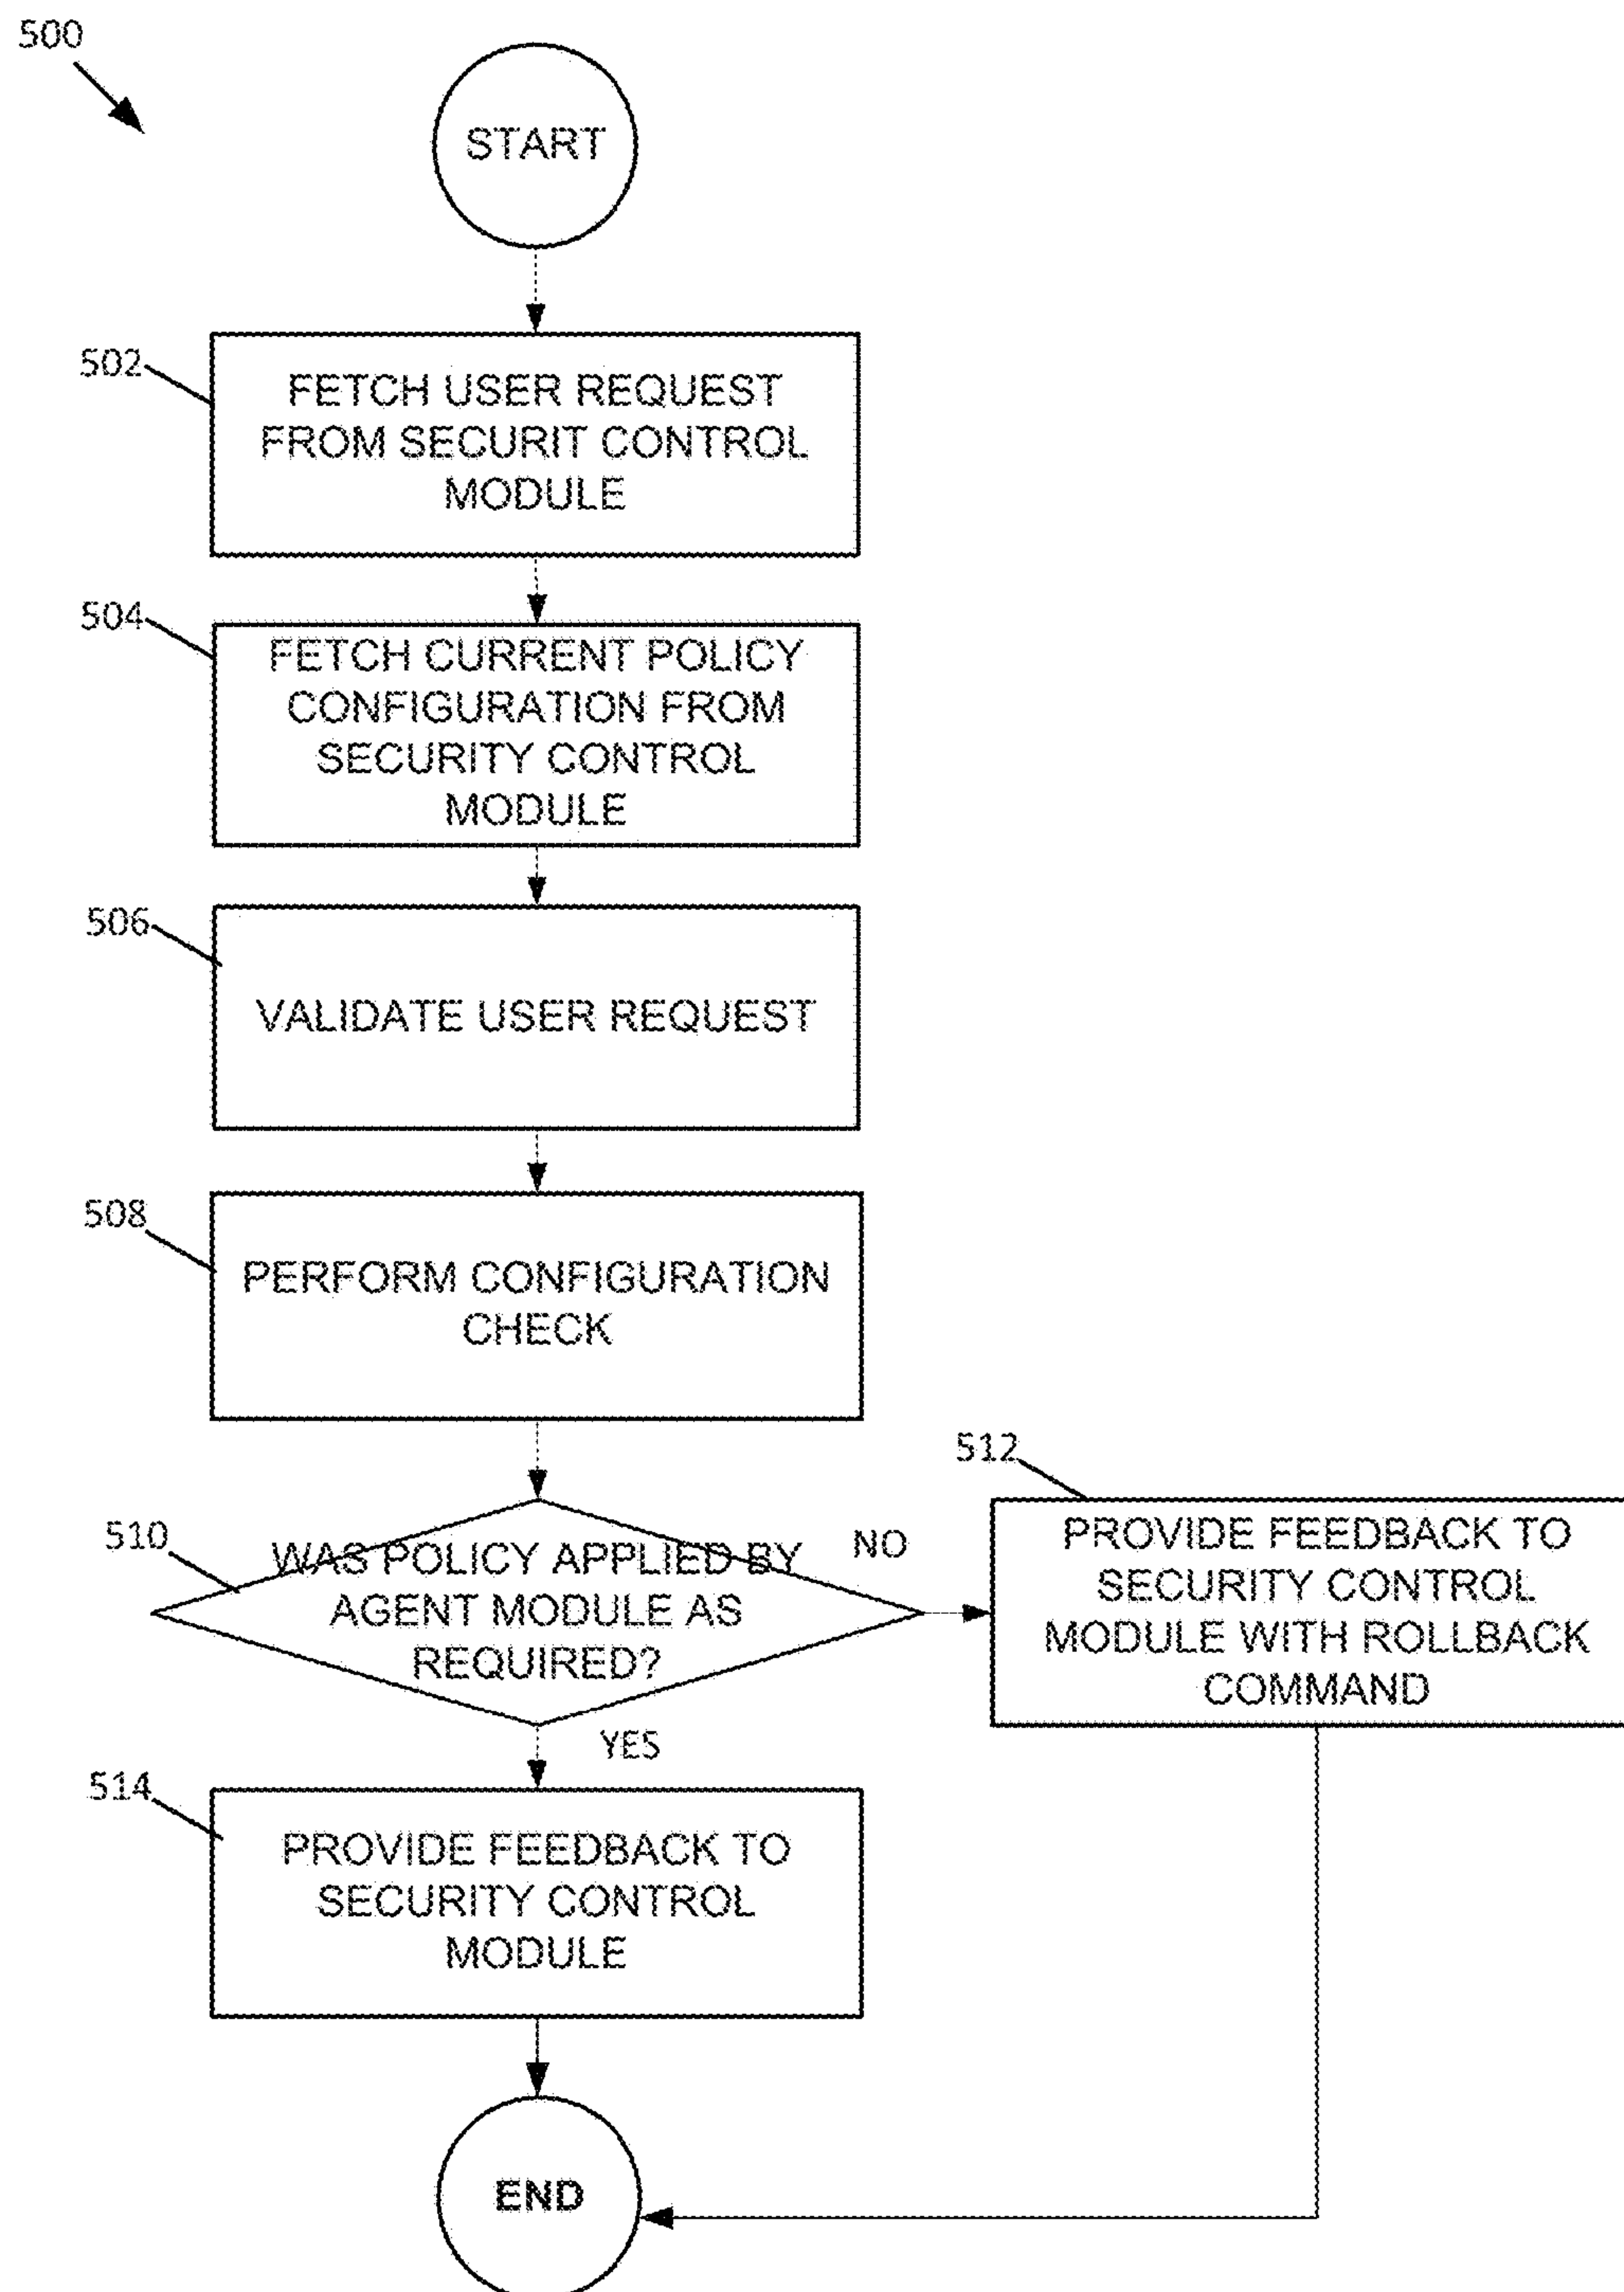 500
START
502
FETCH USER REQUEST
FROM SECURIT CONTROL
MODULE
504
FETCH CURRENT POLICY
CONFIGURATION FROM
SECURITY CONTROL
MODULE
506
VALIDATE USER REQUEST
508
PERFORM CONFIGURATION
CHECK
510
WAS POLICY APPLIED BY
AGENT MODULE AS
REQUIRED?
NO
512
PROVIDE FEEDBACK TO
SECURITY CONTROL
MODULE WITH ROLLBACK
COMMAND
YES
514
PROVIDE FEEDBACK TO
SECURITY CONTROL
MODULE
END